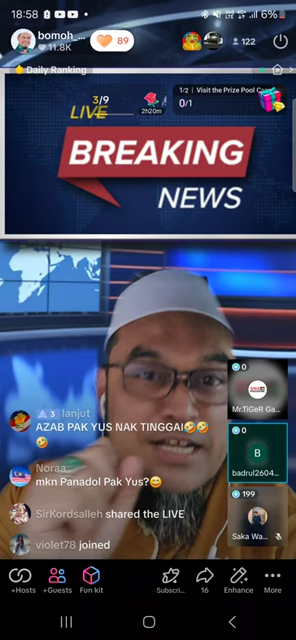 18:58
6%
bomoh_...
11.8K
89
122
Daily Ranking
3/9
LIVE
2h20m
1/2 | Visit the Prize Pool Ca...
0/1
BREAKING
NEWS
0
Mr.TiGeR Ga...
3 lanjut
AZAB PAK YUS NAK TINGGAI🤣🤣
🤣
0
B
badrul2604...
Noraa
mkn Panadol Pak Yus?😅
199
SirKordsalleh shared the LIVE
Saka Wa...
violet78 joined
+Hosts
+Guests
Fun kit
Subscri...
16
Enhance
More